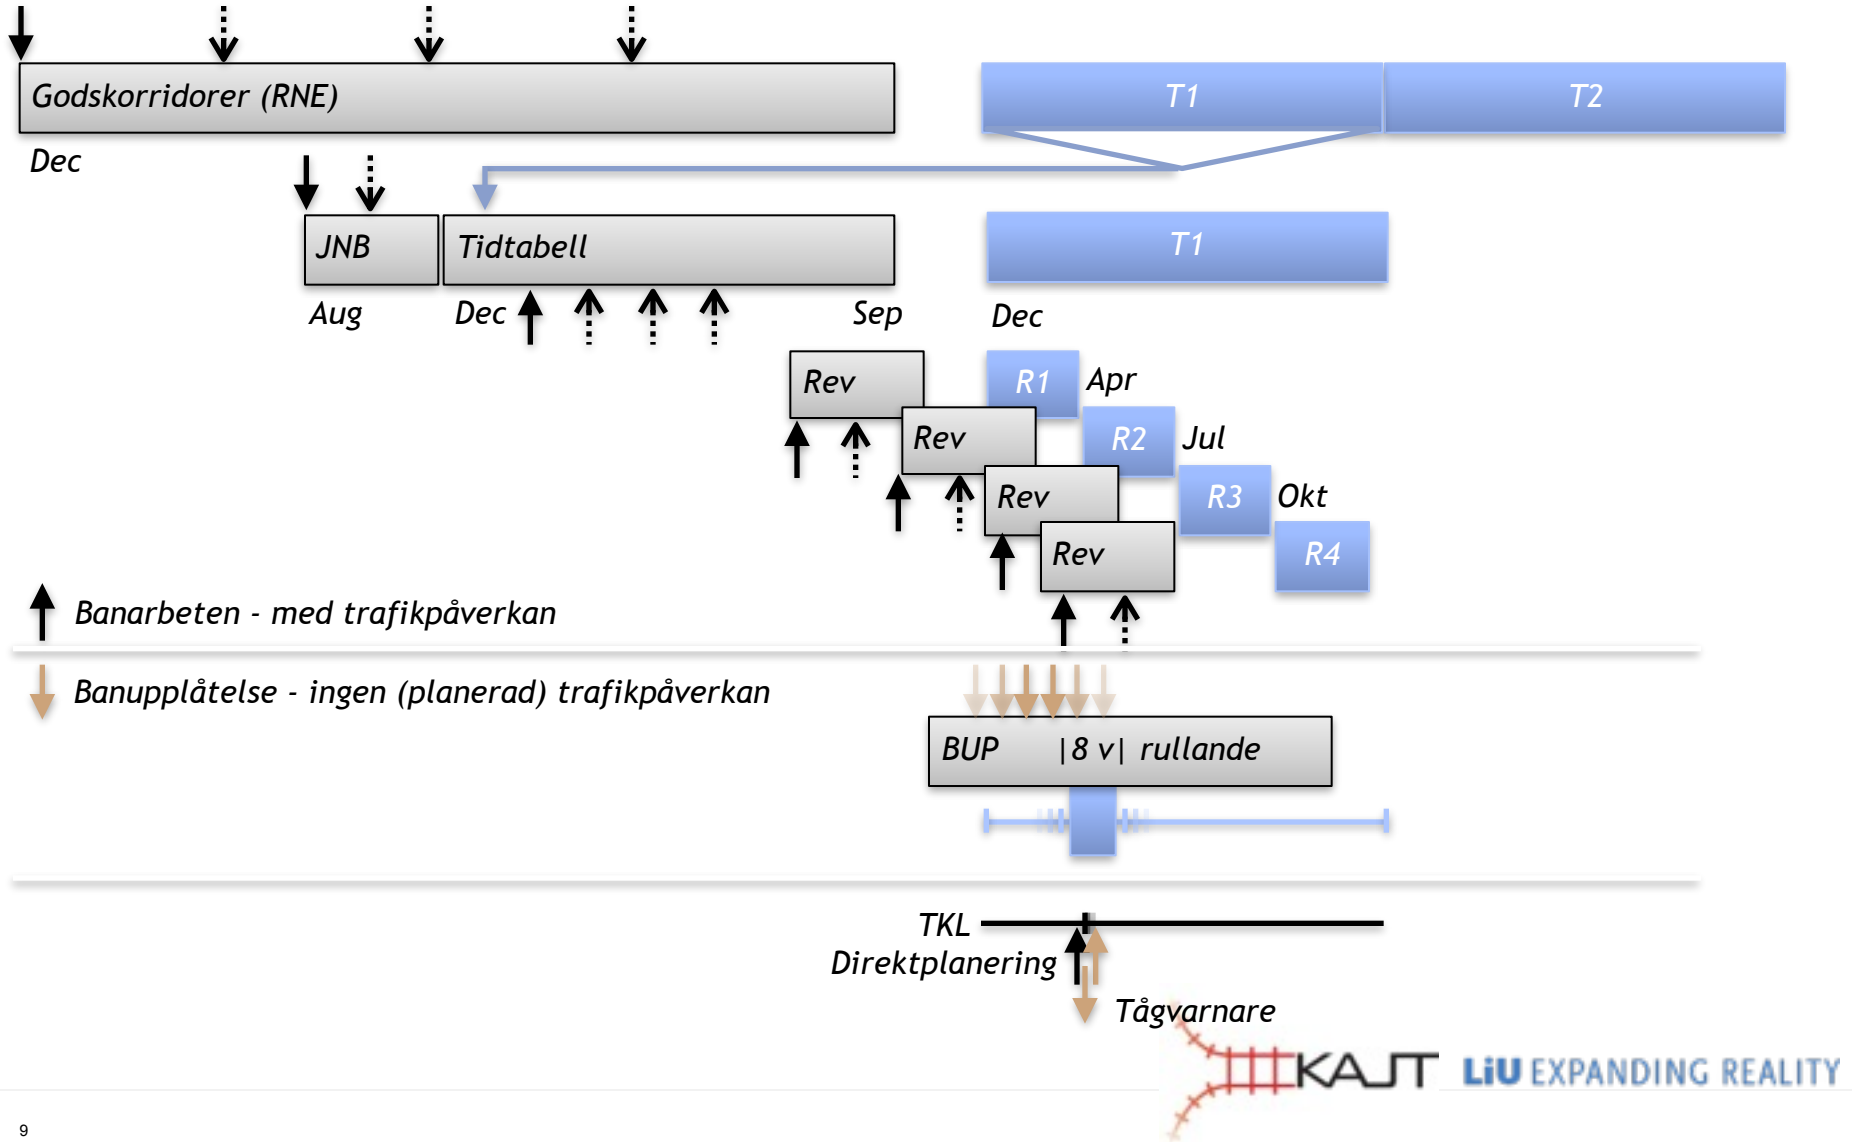 Godskorridorer (RNE)
T1
T2
Dec
JNB
Tidtabell
T1
Aug
Dec
Sep
Dec
Rev
R1
Apr
Rev
R2
Jul
Rev
R3
Okt
Rev
R4
Banarbeten - med trafikpåverkan
Banupplåtelse - ingen (planerad) trafikpåverkan
BUP |8 v| rullande
TKL
Direktplanering
Tågvarnare
KAJT
LiU EXPANDING REALITY
9